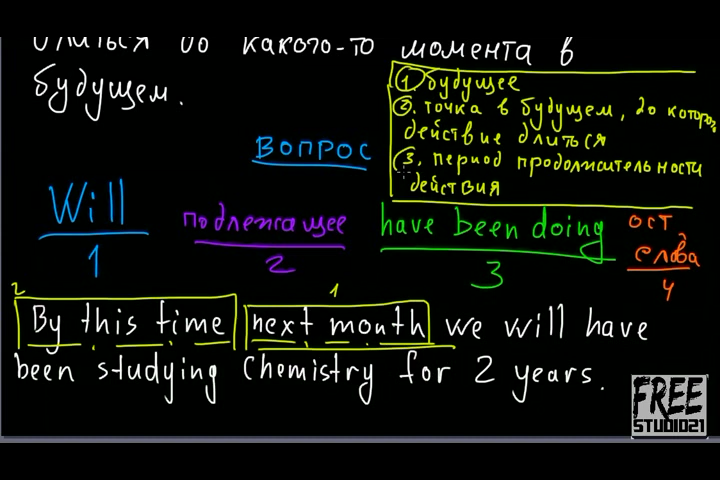 длиться до какого-то момента в
будущем.
1. будущее
2. точка в будущем, до которо
действие длиться
3. период продолжительности
действия
ВОПРОС
Will подлежащее have been doing ост
слова
1 2 3 4
2 1
By this time next month we will have
been studying Chemistry for 2 years.
FREE
STUDIO21